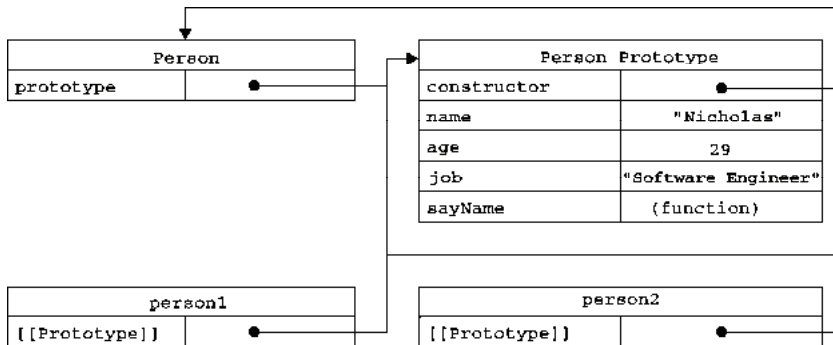 Person
prototype
Person Prototype
constructor
name "Nicholas"
age 29
job "Software Engineer"
sayName (function)
person1
[[Prototype]]
person2
[[Prototype]]